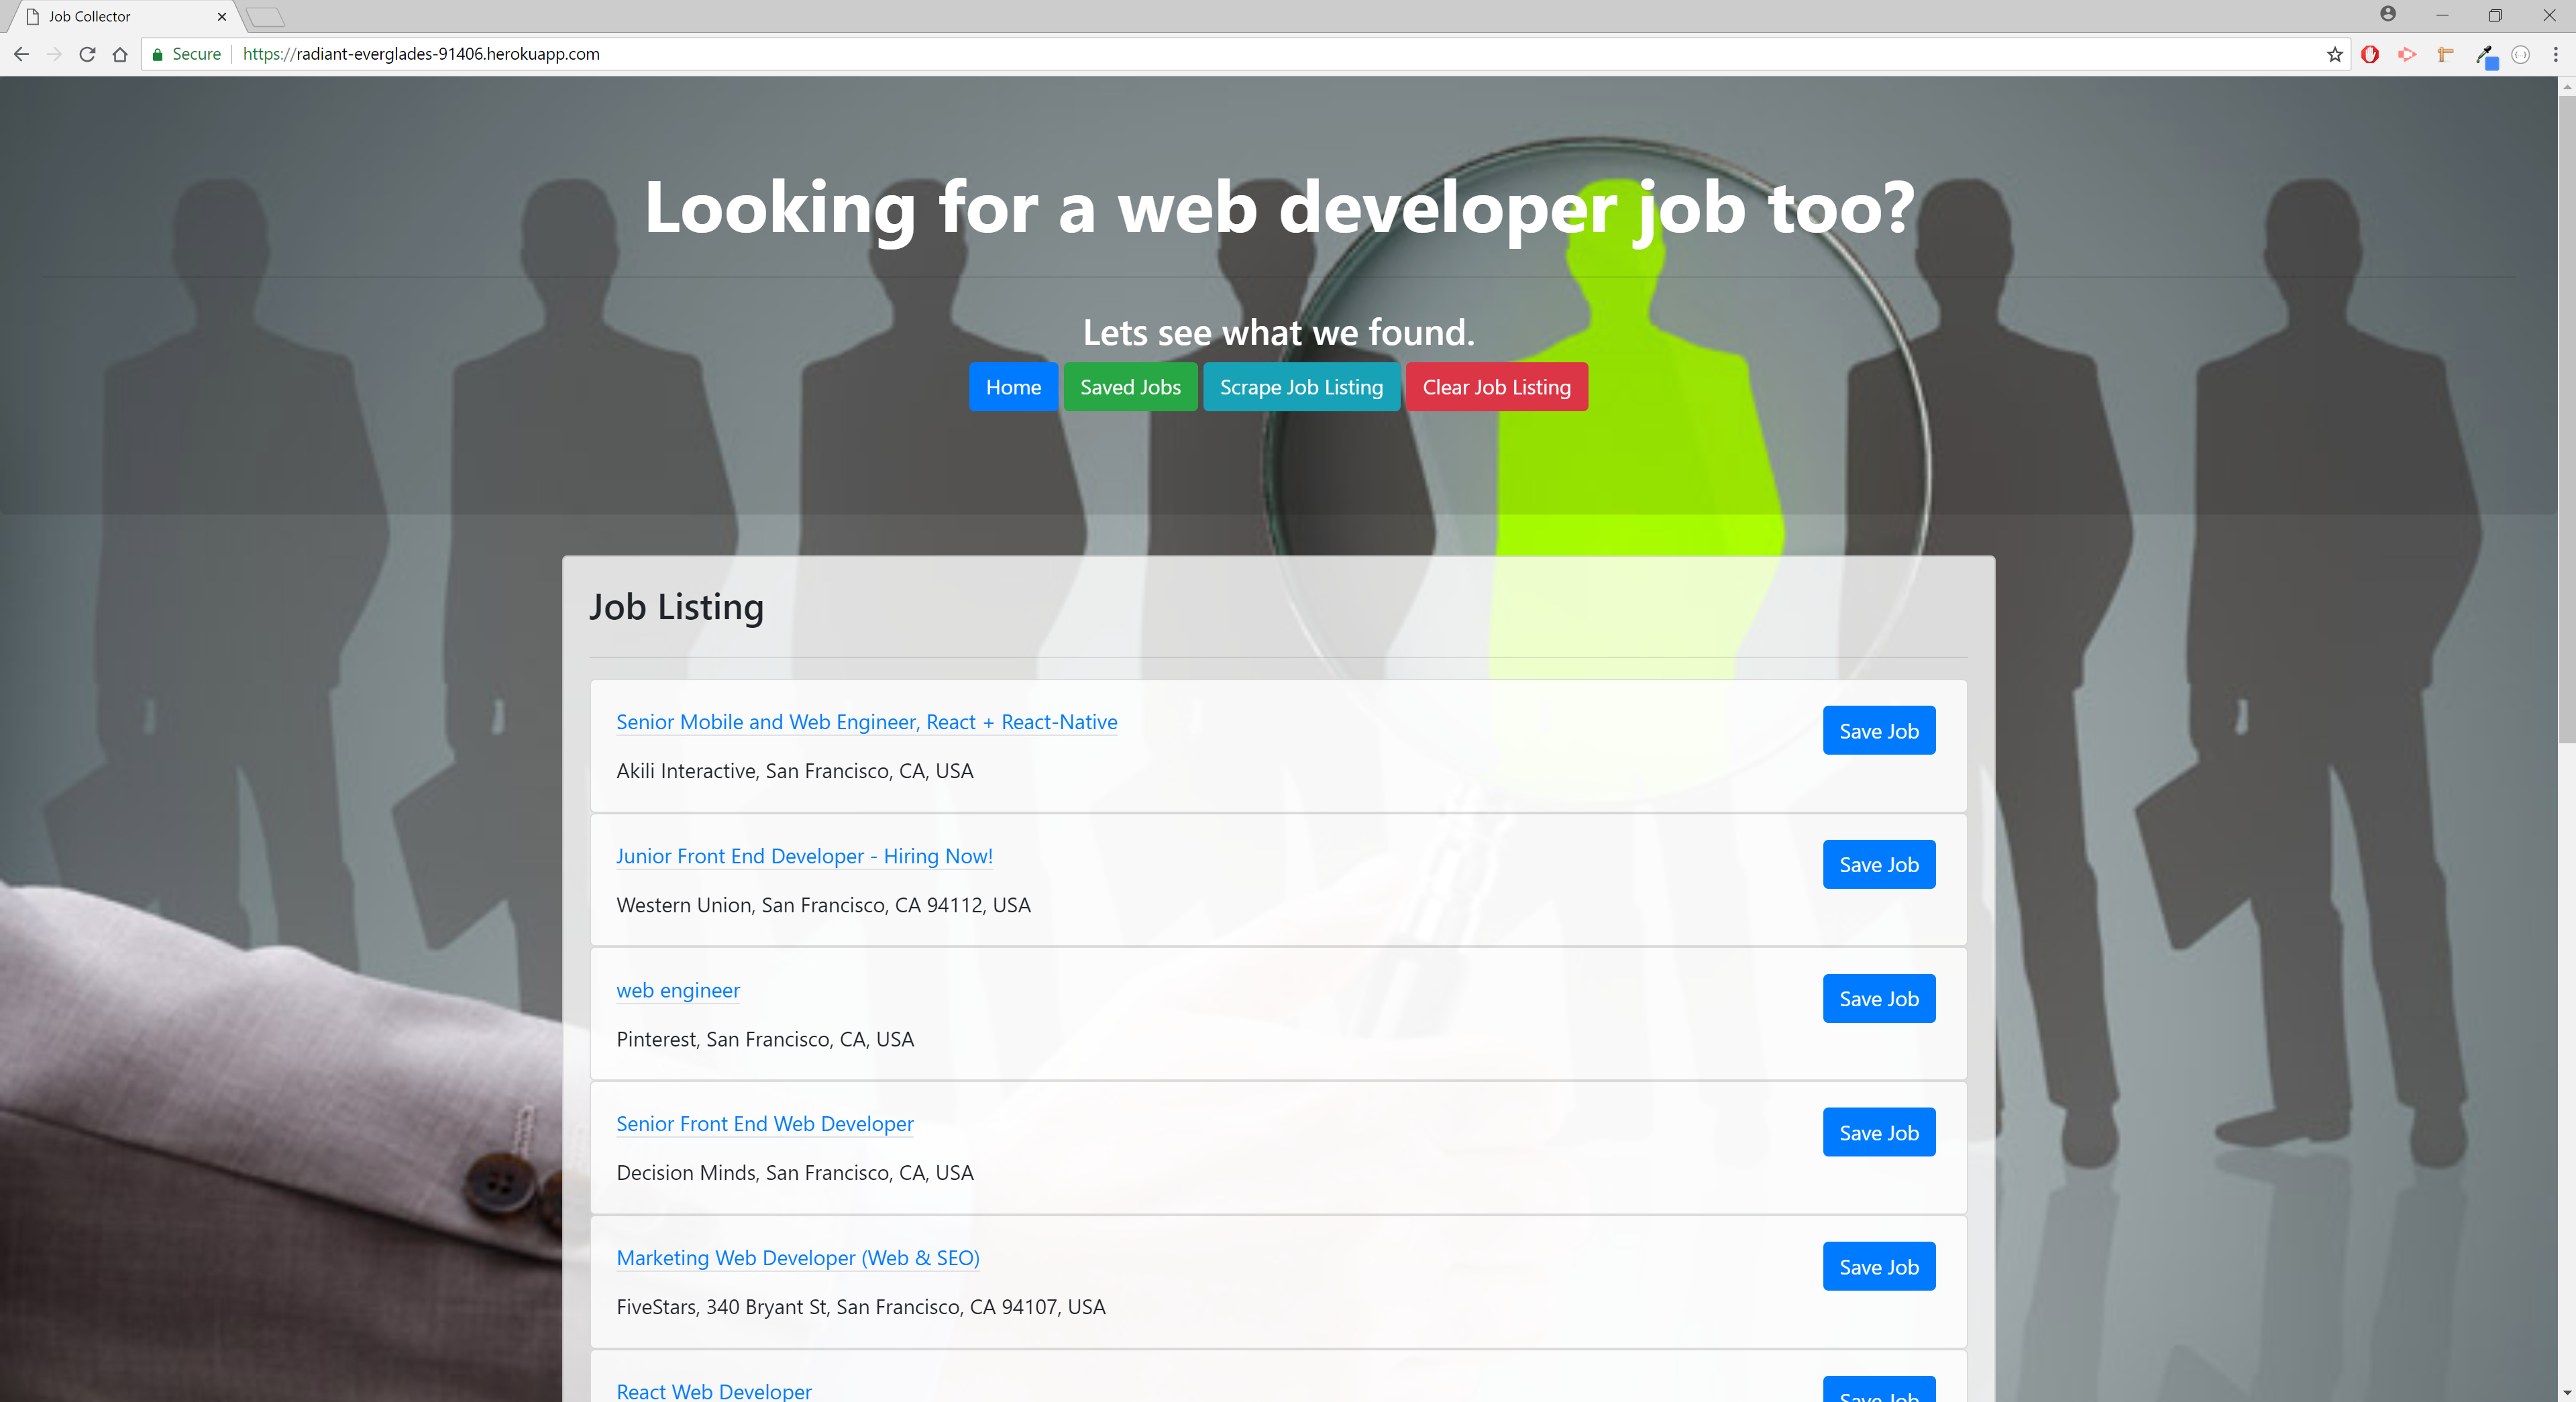 Job Collector
Secure https://radiant-everglades-91406.herokuapp.com
Looking for a web developer job too?
Lets see what we found.
Home Saved Jobs Scrape Job Listing Clear Job Listing
Job Listing
Senior Mobile and Web Engineer, React + React-Native
Save Job
Akili Interactive, San Francisco, CA, USA
Junior Front End Developer - Hiring Now!
Save Job
Western Union, San Francisco, CA 94112, USA
web engineer
Save Job
Pinterest, San Francisco, CA, USA
Senior Front End Web Developer
Save Job
Decision Minds, San Francisco, CA, USA
Marketing Web Developer (Web & SEO)
Save Job
FiveStars, 340 Bryant St, San Francisco, CA 94107, USA
React Web Developer
Save Job